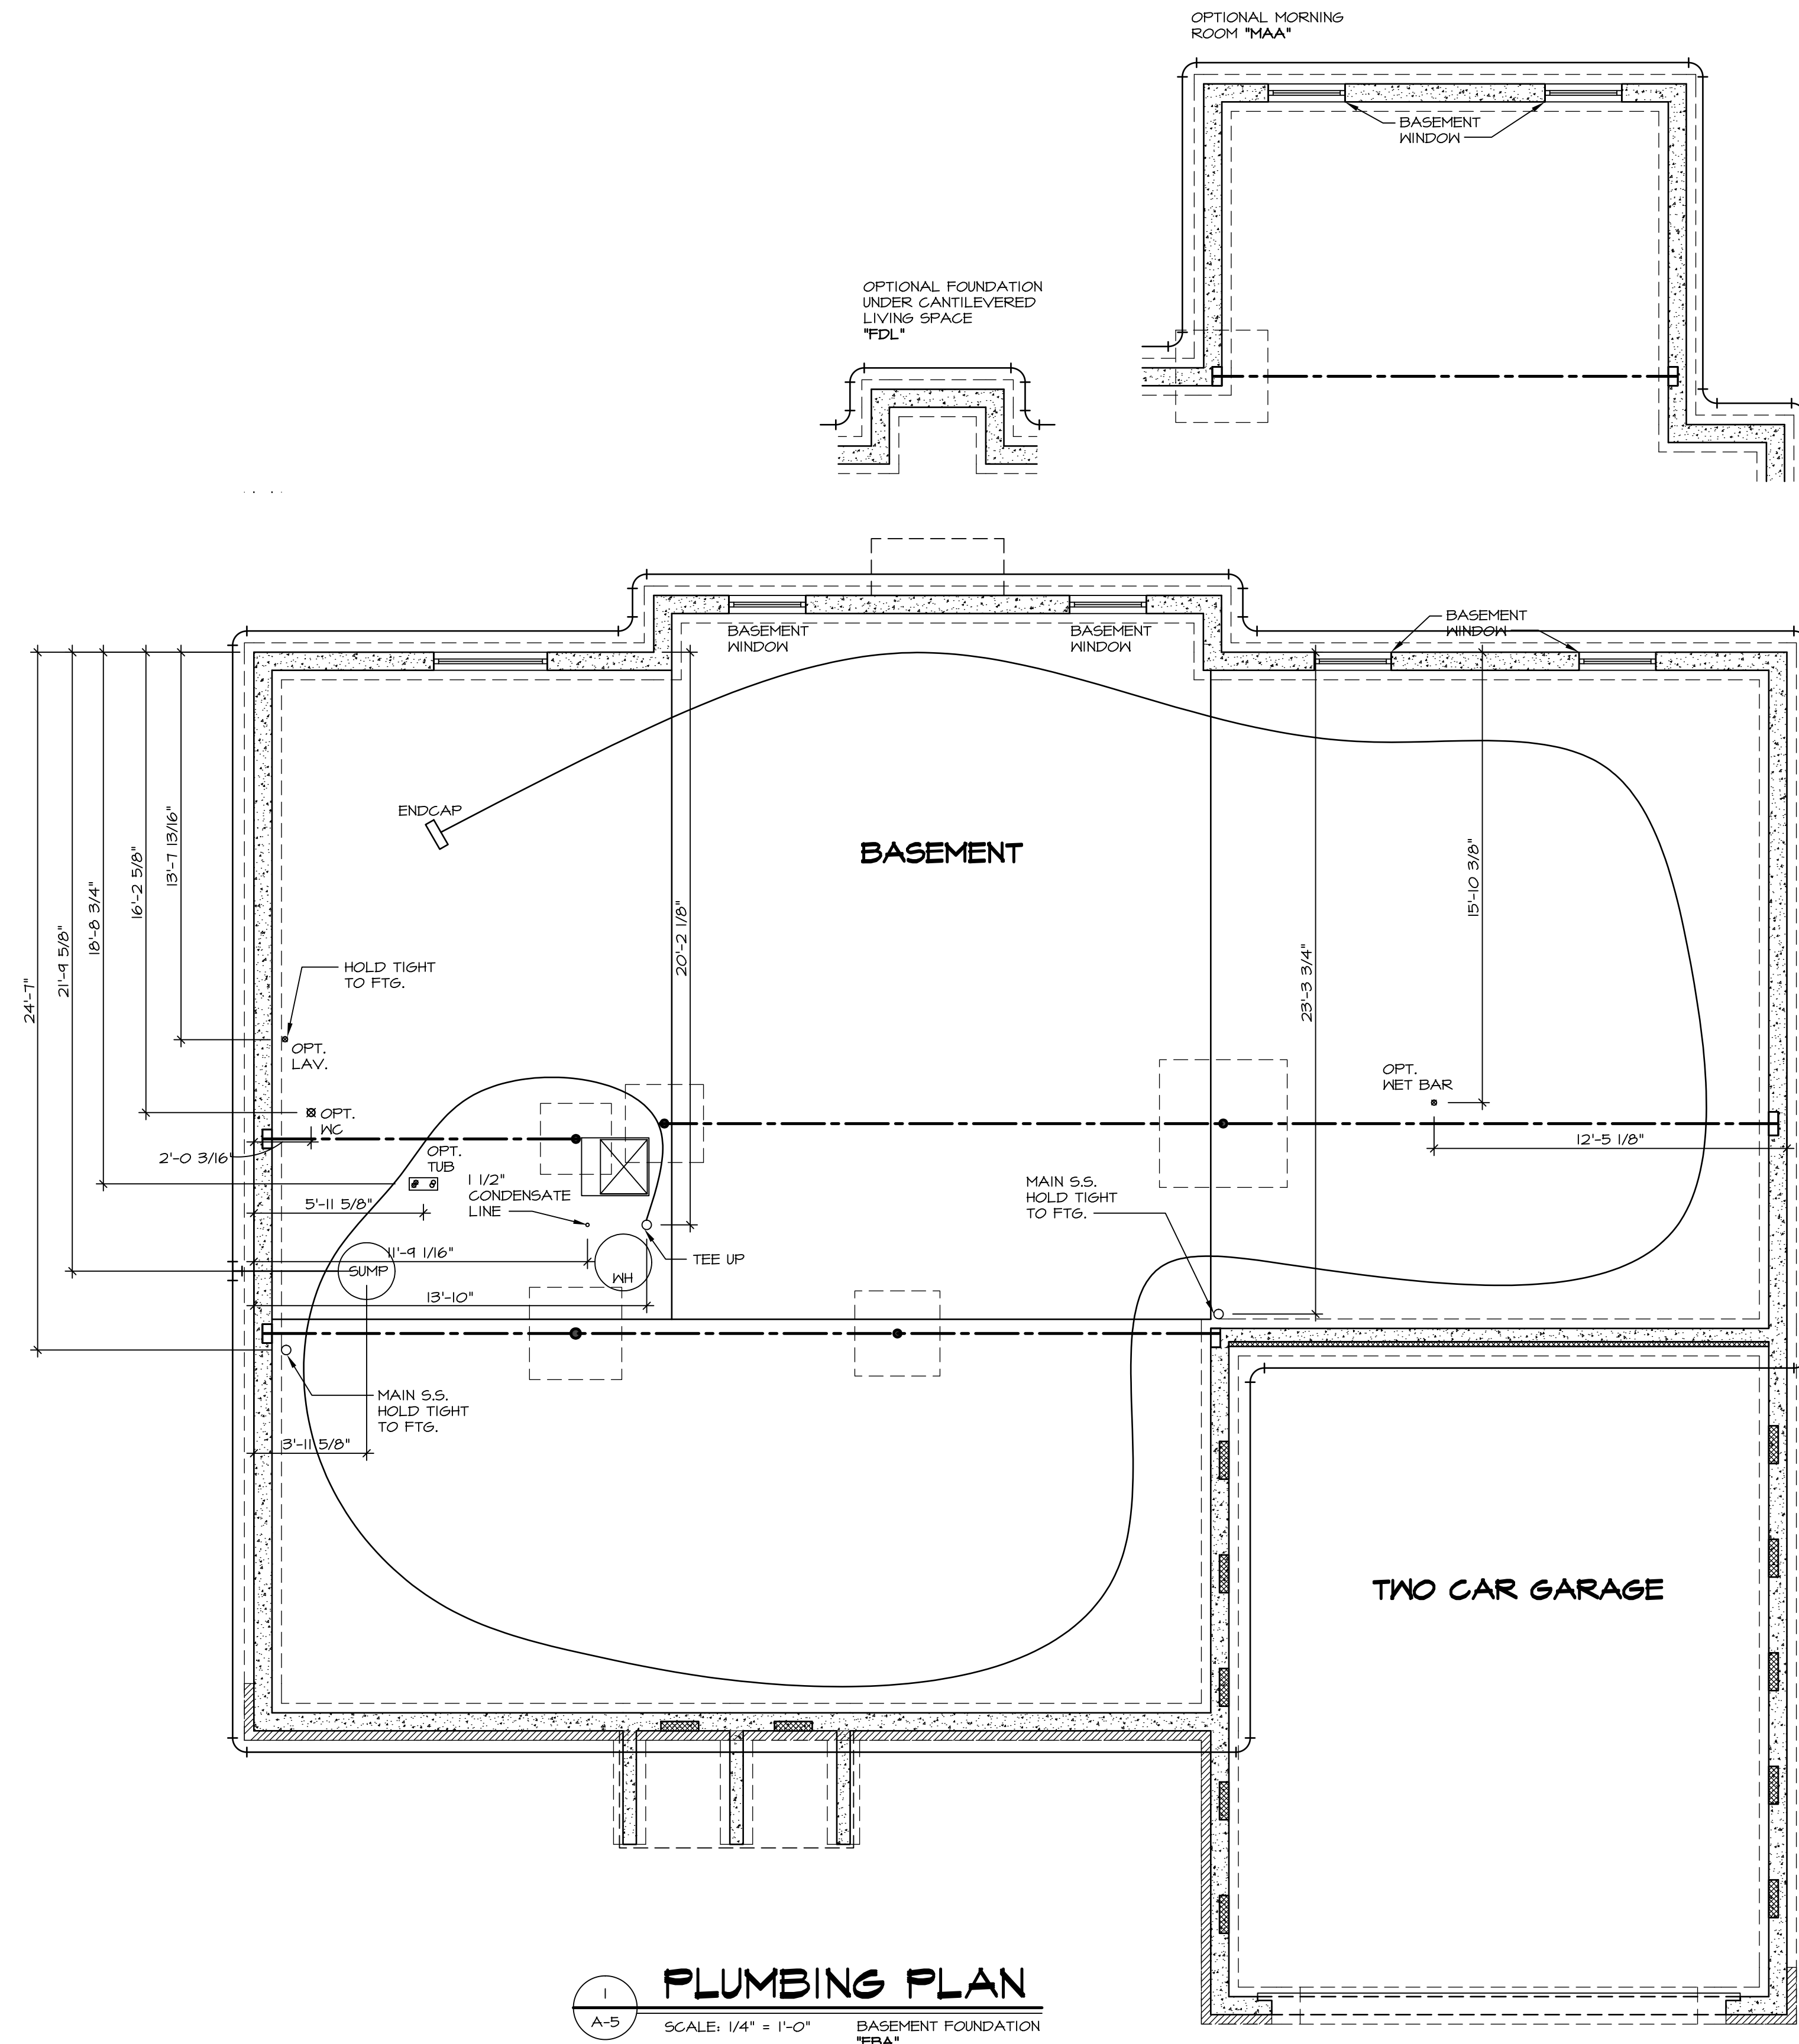 OPTIONAL MORNING
ROOM "MAA"
BASEMENT
WINDOW
OPTIONAL FOUNDATION
UNDER CANTILEVERED
LIVING SPACE
"FDL"
BASEMENT
WINDOW
BASEMENT
WINDOW
BASEMENT
WINDOW
ENDCAP
BASEMENT
13'-7 13/16"
16'-2 5/8"
18'-8 3/4"
21'-9 5/8"
24'-7"
20'-2 1/8"
23'-3 3/4"
15'-10 3/8"
HOLD TIGHT
TO FTG.
OPT.
LAV.
OPT.
WC
OPT.
WET BAR
2'-0 3/16"
OPT.
TUB
12'-5 1/8"
1 1/2"
CONDENSATE
LINE
5'-11 5/8"
MAIN S.S.
HOLD TIGHT
TO FTG.
11'-9 1/16"
TEE UP
SUMP
WH
13'-10"
MAIN S.S.
HOLD TIGHT
TO FTG.
3'-11 5/8"
TWO CAR GARAGE
1
A-5
PLUMBING PLAN
SCALE: 1/4" = 1'-0"
BASEMENT FOUNDATION
"FBA"